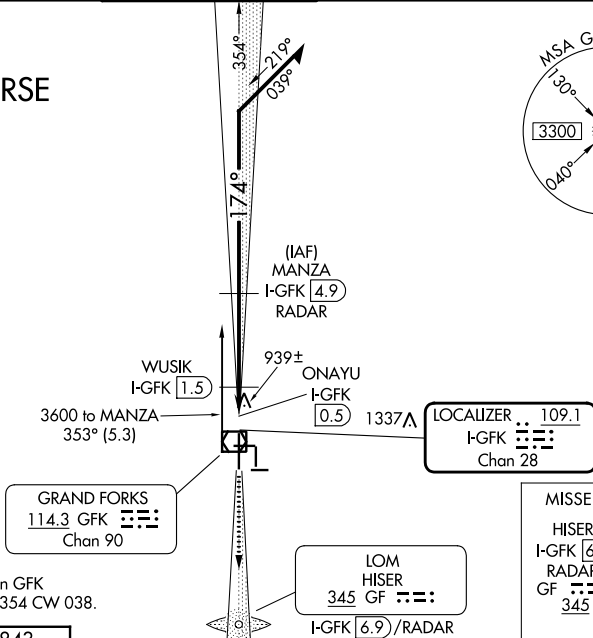 RSE
354°
219°
039°
174°
MSA G
130°
3300
040°
(IAF)
MANZA
I-GFK 4.9
RADAR
WUSIK
I-GFK 1.5
939±
ONAYU
I-GFK
0.5
1337
3600 to MANZA
353° (5.3)
LOCALIZER 109.1
I-GFK
Chan 28
GRAND FORKS
114.3 GFK
Chan 90
MISSE
HISER
I-GFK 6
RADAR
GF
345
LOM
HISER
345 GF
I-GFK 6.9 /RADAR
n GFK
354 CW 038.